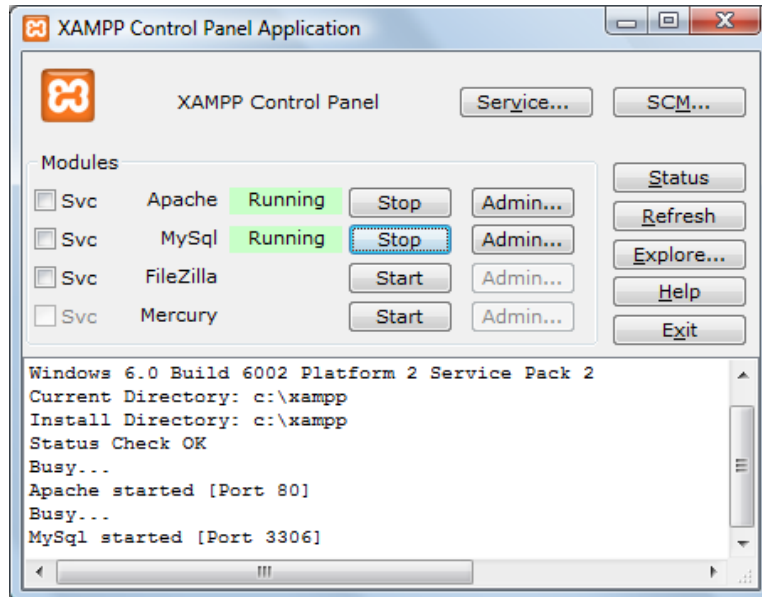 XAMPP Control Panel Application
XAMPP Control Panel Service... SCM...
Modules
Svc Apache Running Stop Admin...
Svc MySql Running Stop Admin...
Svc FileZilla Start Admin...
Svc Mercury Start Admin...
Status
Refresh
Explore...
Help
Exit
Windows 6.0 Build 6002 Platform 2 Service Pack 2
Current Directory: c:\xampp
Install Directory: c:\xampp
Status Check OK
Busy...
Apache started [Port 80]
Busy...
MySql started [Port 3306]